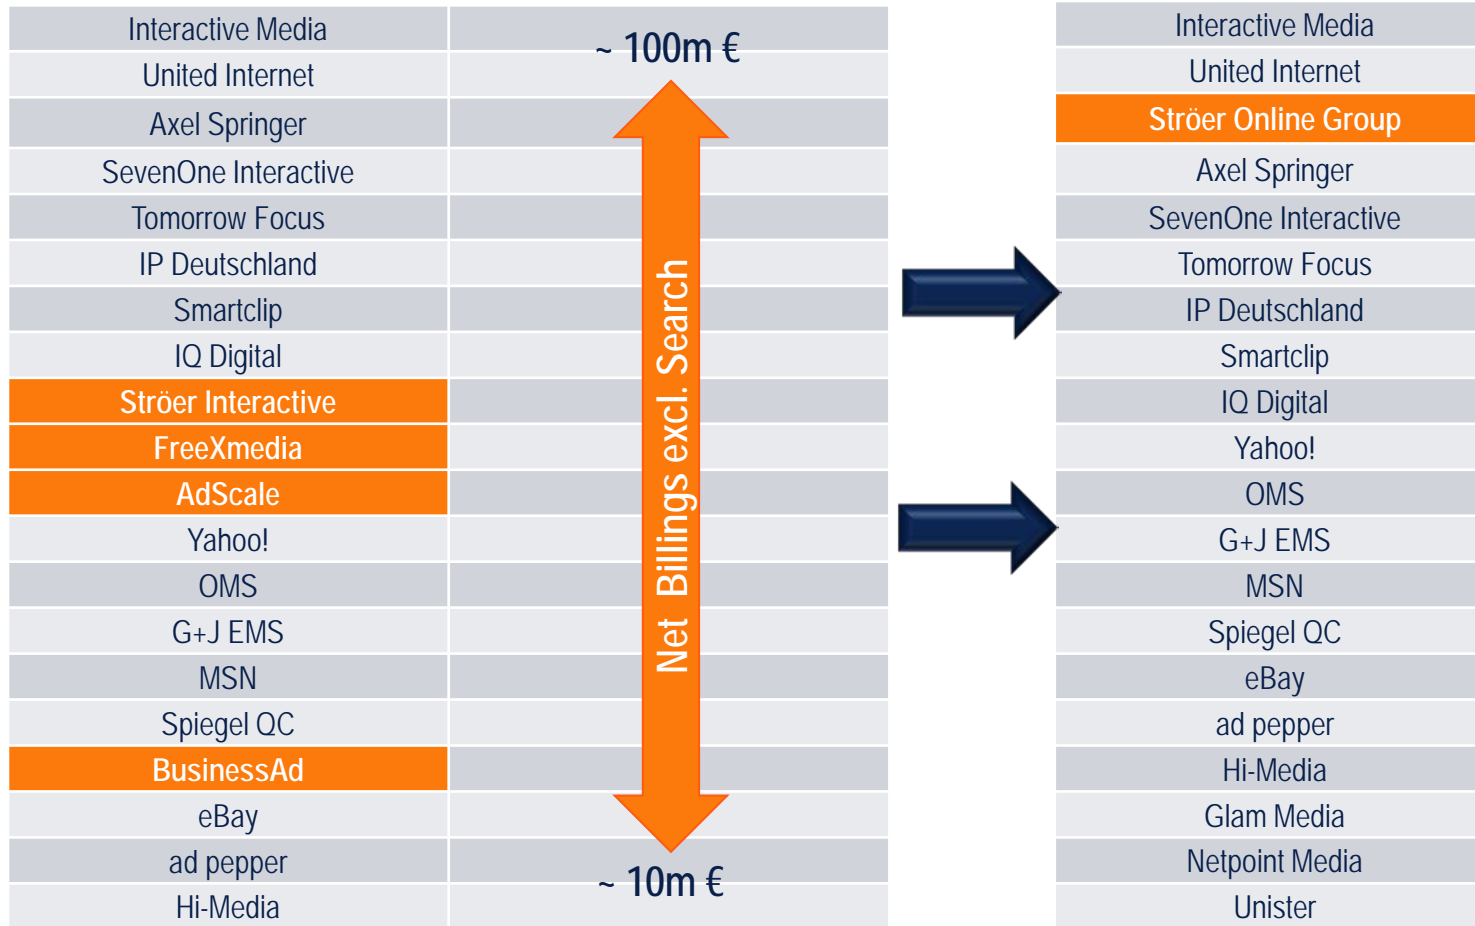 Interactive Media
United Internet
Axel Springer
SevenOne Interactive
Tomorrow Focus
IP Deutschland
Smartclip
IQ Digital
Ströer Interactive
FreeXmedia
AdScale
Yahoo!
OMS
G+J EMS
MSN
Spiegel QC
BusinessAd
eBay
ad pepper
Hi-Media
~ 100m €
Net Billings excl. Search
~ 10m €
Interactive Media
United Internet
Ströer Online Group
Axel Springer
SevenOne Interactive
Tomorrow Focus
IP Deutschland
Smartclip
IQ Digital
Yahoo!
OMS
G+J EMS
MSN
Spiegel QC
eBay
ad pepper
Hi-Media
Glam Media
Netpoint Media
Unister